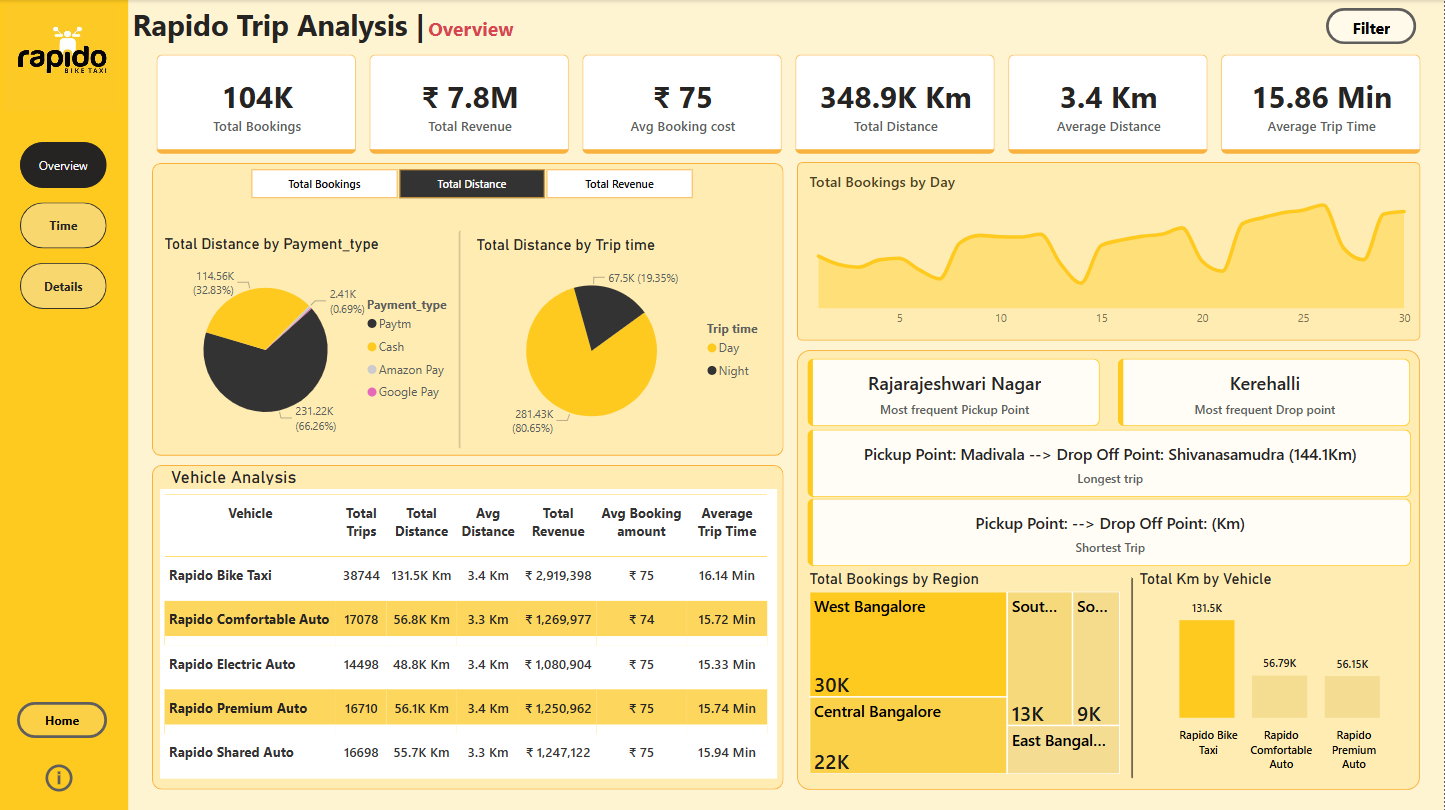 rapido
BIKE TAXI
Overview
Time
Details
Home
Rapido Trip Analysis | Overview
Filter
104K
Total Bookings
₹ 7.8M
Total Revenue
₹ 75
Avg Booking cost
348.9K Km
Total Distance
3.4 Km
Average Distance
15.86 Min
Average Trip Time
Total Bookings
Total Distance
Total Revenue
Total Distance by Payment_type
114.56K
(32.83%)
2.41K
(0.69%)
231.22K
(66.26%)
Payment_type
Paytm
Cash
Amazon Pay
Google Pay
Total Distance by Trip time
67.5K (19.35%)
281.43K
(80.65%)
Trip time
Day
Night
Total Bookings by Day
5 10 15 20 25 30
Vehicle Analysis
Vehicle Total Trips Total Distance Avg Distance Total Revenue Avg Booking amount Average Trip Time
Rapido Bike Taxi 38744 131.5K Km 3.4 Km ₹ 2,919,398 ₹ 75 16.14 Min
Rapido Comfortable Auto 17078 56.8K Km 3.3 Km ₹ 1,269,977 ₹ 74 15.72 Min
Rapido Electric Auto 14498 48.8K Km 3.4 Km ₹ 1,080,904 ₹ 75 15.33 Min
Rapido Premium Auto 16710 56.1K Km 3.4 Km ₹ 1,250,962 ₹ 75 15.74 Min
Rapido Shared Auto 16698 55.7K Km 3.3 Km ₹ 1,247,122 ₹ 75 15.94 Min
Rajarajeshwari Nagar
Most frequent Pickup Point
Kerehalli
Most frequent Drop point
Pickup Point: Madivala --> Drop Off Point: Shivanasamudra (144.1Km)
Longest trip
Pickup Point: --> Drop Off Point: (Km)
Shortest Trip
Total Bookings by Region
West Bangalore
30K
Central Bangalore
22K
Sout...
13K
So...
9K
East Bangal...
Total Km by Vehicle
131.5K
56.79K
56.15K
Rapido Bike
Taxi
Rapido
Comfortable
Auto
Rapido
Premium
Auto
i